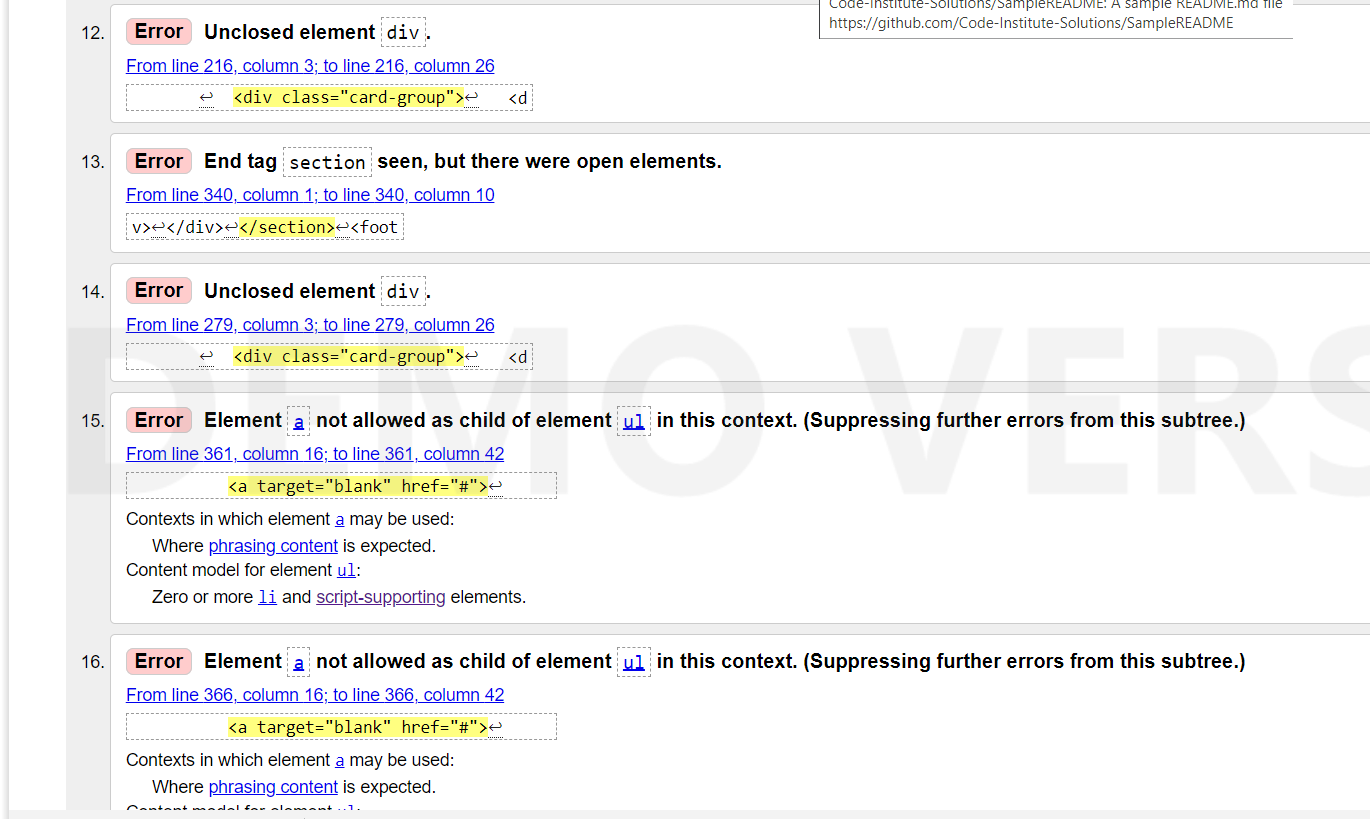 Code-Institute-Solutions/SampleREADME: A sample README.md file
https://github.com/Code-Institute-Solutions/SampleREADME
12. Error Unclosed element div.
From line 216, column 3; to line 216, column 26
↩ <div class="card-group">↩ <d
13. Error End tag section seen, but there were open elements.
From line 340, column 1; to line 340, column 10
v>↩</div>↩</section>↩<foot
14. Error Unclosed element div.
From line 279, column 3; to line 279, column 26
↩ <div class="card-group">↩ <d
DEMO VERS
15. Error Element a not allowed as child of element ul in this context. (Suppressing further errors from this subtree.)
From line 361, column 16; to line 361, column 42
<a target="blank" href="#">↩
Contexts in which element a may be used:
Where phrasing content is expected.
Content model for element ul:
Zero or more li and script-supporting elements.
16. Error Element a not allowed as child of element ul in this context. (Suppressing further errors from this subtree.)
From line 366, column 16; to line 366, column 42
<a target="blank" href="#">↩
Contexts in which element a may be used:
Where phrasing content is expected.
Content model for element ul: